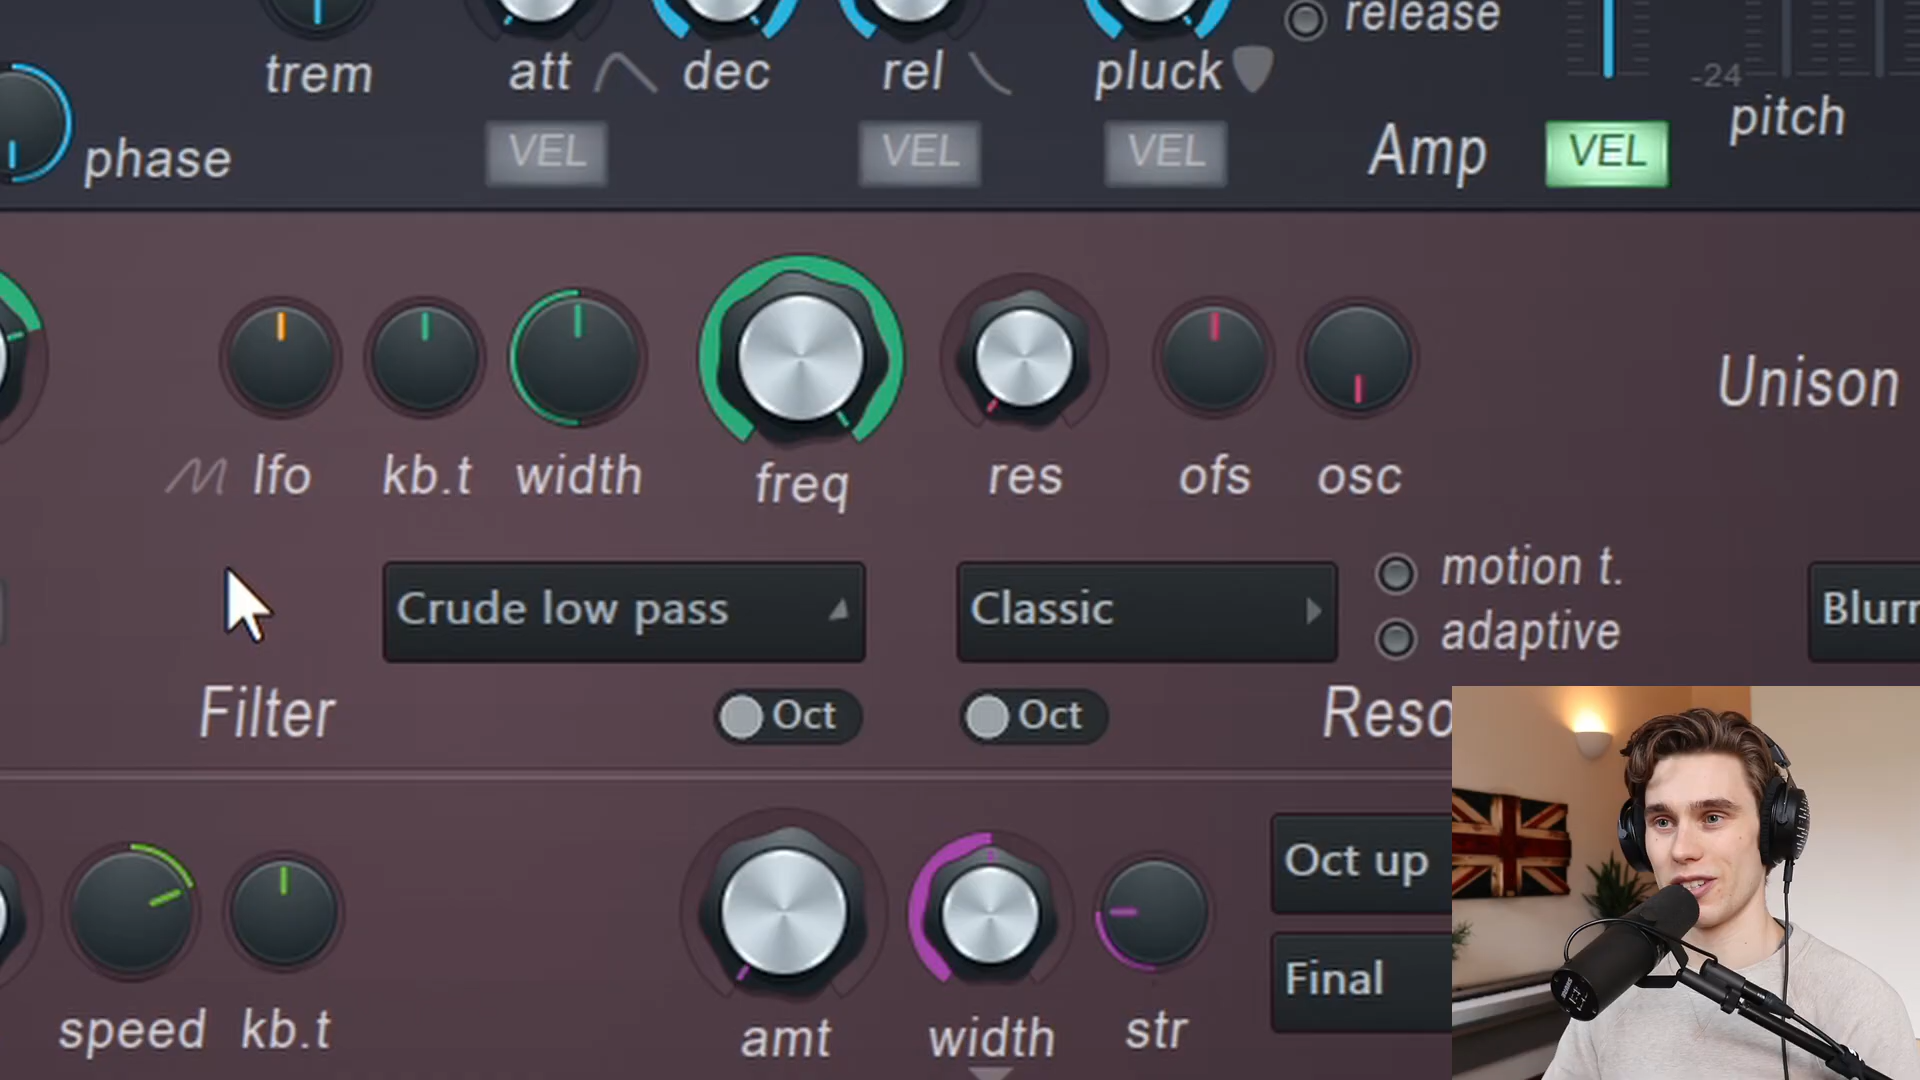 release
trem att dec rel pluck
-24
pitch
phase VEL VEL VEL Amp VEL
Unison
lfo kb.t width freq res ofs osc
motion t.
Crude low pass Classic Blurr
adaptive
Filter Oct Oct Reso
Oct up
Final
speed kb.t amt width str